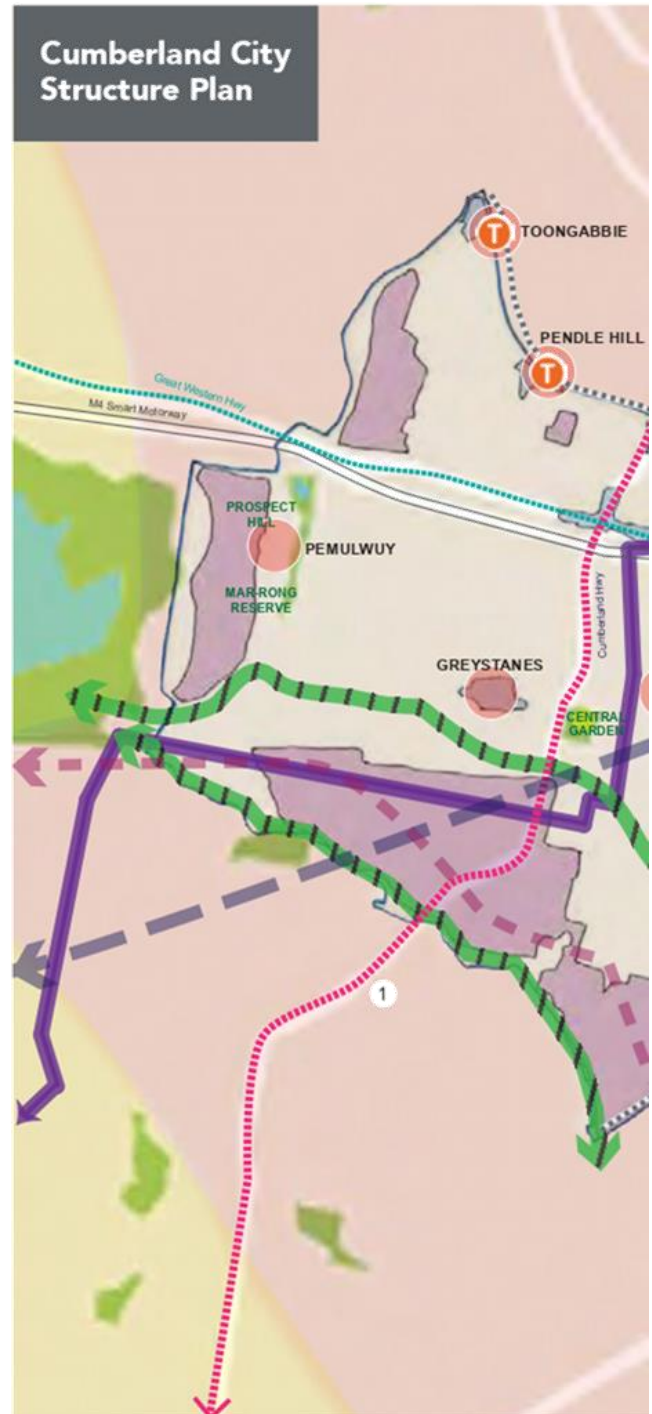 Cumberland City
Structure Plan
T
TOONGABBIE
PENDLE HILL
T
Great Western Hwy
M4 Smart Motorway
PROSPECT
HILL
PEMULWUY
Cumberland Hwy
MAR-RONG
RESERVE
GREYSTANES
CENTRAL
GARDEN
1